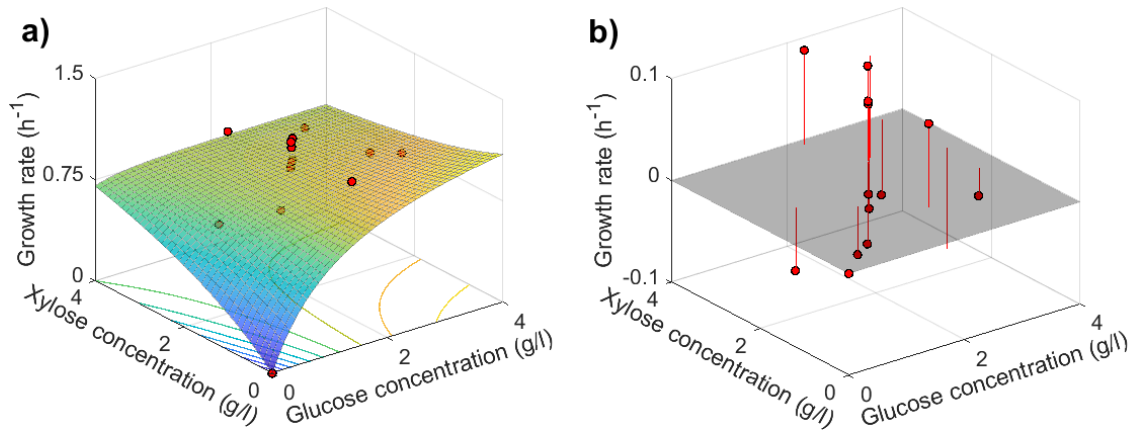 a)
1.5
0.75
0
Growth rate (h⁻¹)
4
2
0
Xylose concentration (g/l)
0
2
4
Glucose concentration (g/l)
b)
0.1
0
-0.1
Growth rate (h⁻¹)
4
2
0
Xylose concentration (g/l)
0
2
4
Glucose concentration (g/l)